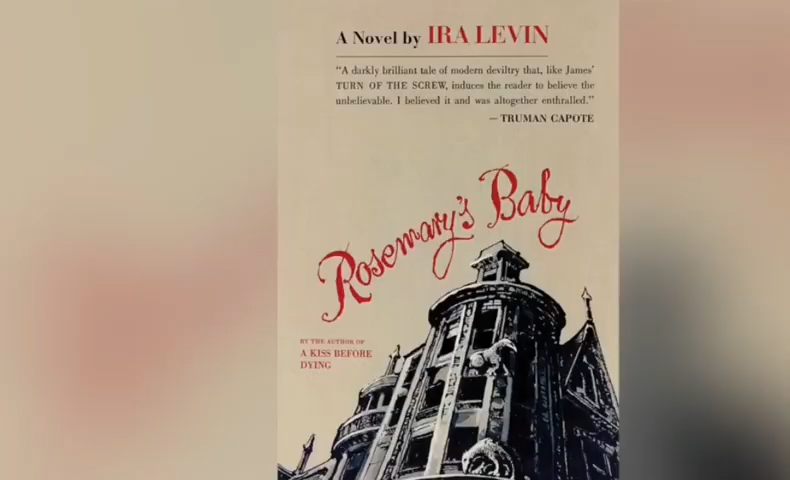 A Novel by IRA LEVIN
“A darkly brilliant tale of modern deviltry that, like James’
TURN OF THE SCREW, induces the reader to believe the
unbelievable. I believed it and was altogether enthralled.”
— TRUMAN CAPOTE
Rosemary's Baby
BY THE AUTHOR OF
A KISS BEFORE
DYING